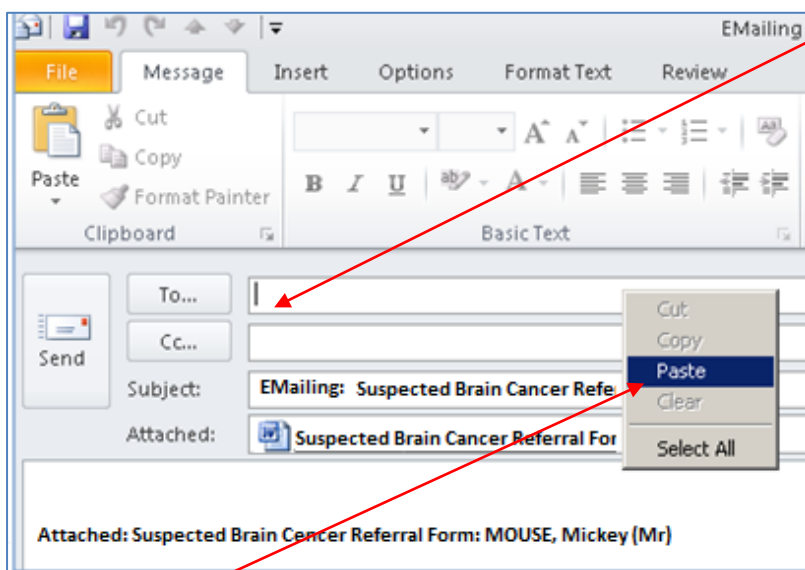 EMailing
File Message Insert Options Format Text Review
Cut
Copy
Paste
Format Painter
Clipboard Basic Text
B I U ab A A A
To...
Cc...
Send
Subject: EMailing: Suspected Brain Cancer Refe
Attached: Suspected Brain Cancer Referral For
Cut
Copy
Paste
Clear
Select All
Attached: Suspected Brain Cencer Referral Form: MOUSE, Mickey (Mr)